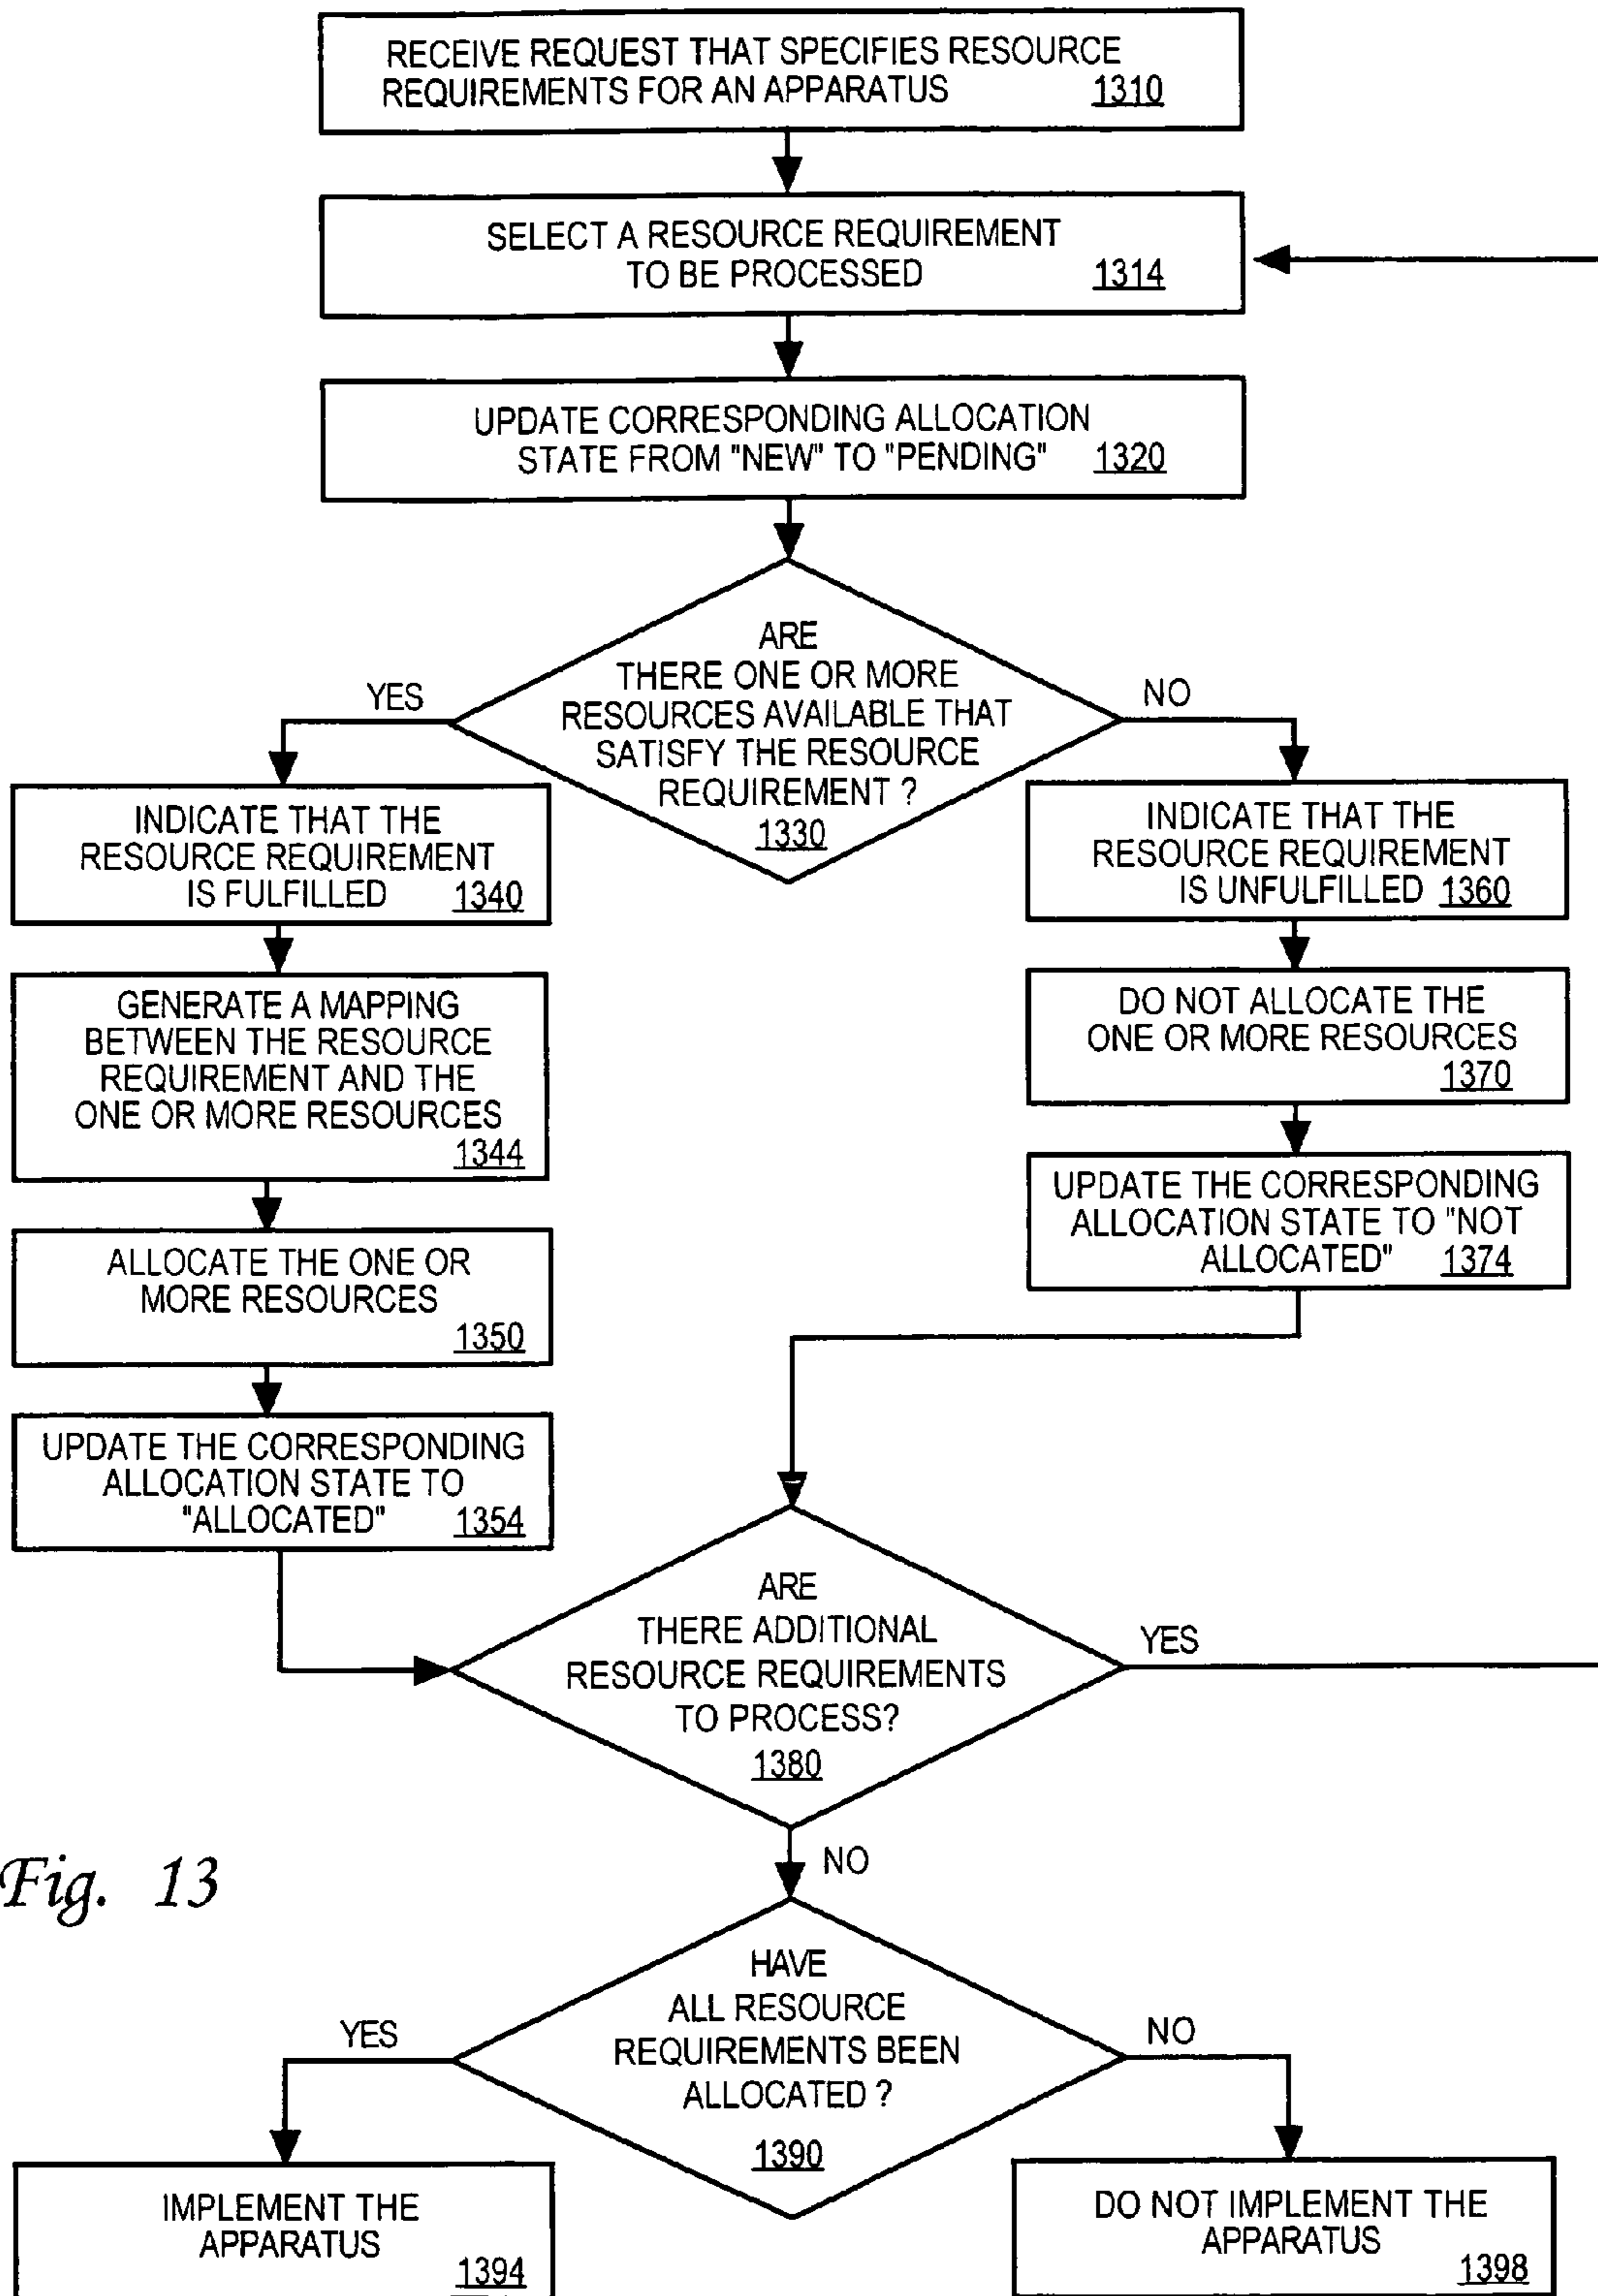 RECEIVE REQUEST THAT SPECIFIES RESOURCE
REQUIREMENTS FOR AN APPARATUS 1310
SELECT A RESOURCE REQUIREMENT
TO BE PROCESSED 1314
UPDATE CORRESPONDING ALLOCATION
STATE FROM "NEW" TO "PENDING" 1320
ARE
THERE ONE OR MORE
RESOURCES AVAILABLE THAT
SATISFY THE RESOURCE
REQUIREMENT ?
1330
YES
NO
INDICATE THAT THE
RESOURCE REQUIREMENT
IS FULFILLED 1340
GENERATE A MAPPING
BETWEEN THE RESOURCE
REQUIREMENT AND THE
ONE OR MORE RESOURCES
1344
ALLOCATE THE ONE OR
MORE RESOURCES
1350
UPDATE THE CORRESPONDING
ALLOCATION STATE TO
"ALLOCATED" 1354
INDICATE THAT THE
RESOURCE REQUIREMENT
IS UNFULFILLED 1360
DO NOT ALLOCATE THE
ONE OR MORE RESOURCES
1370
UPDATE THE CORRESPONDING
ALLOCATION STATE TO "NOT
ALLOCATED" 1374
ARE
THERE ADDITIONAL
RESOURCE REQUIREMENTS
TO PROCESS?
1380
YES
NO
Fig. 13
HAVE
ALL RESOURCE
REQUIREMENTS BEEN
ALLOCATED ?
1390
YES
NO
IMPLEMENT THE
APPARATUS
1394
DO NOT IMPLEMENT THE
APPARATUS
1398